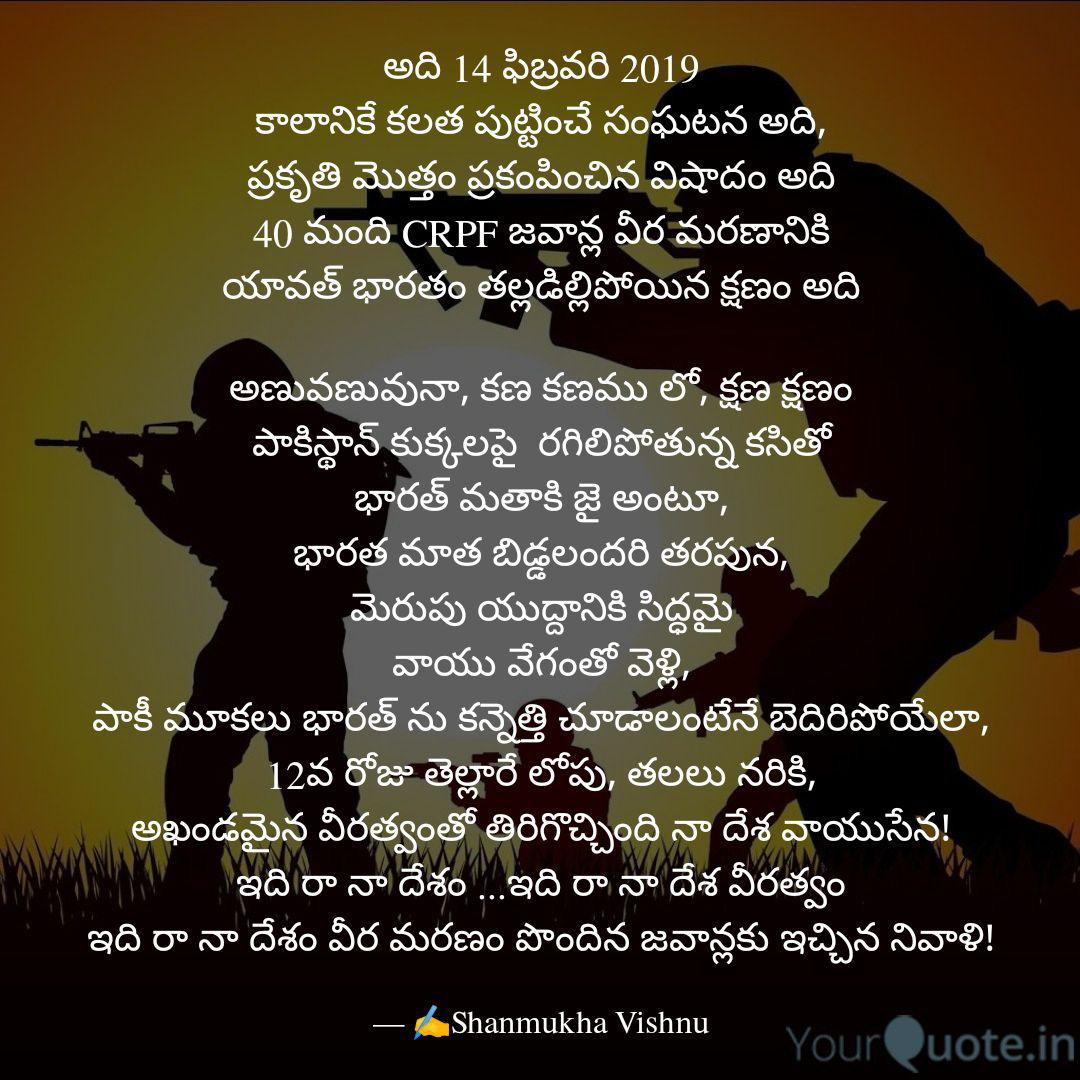 అది 14 ఫిబ్రవరి 2019
కాలానికే కలత పుట్టించే సంఘటన అది,
ప్రకృతి మొత్తం ప్రకంపించిన విషాదం అది
40 మంది CRPF జవాన్ల వీర మరణానికి
యావత్ భారతం తల్లడిల్లిపోయిన క్షణం అది

అణువణువునా, కణ కణము లో, క్షణ క్షణం
పాకిస్థాన్ కుక్కలపై  రగిలిపోతున్న కసితో
భారత్ మతాకి జై అంటూ,
భారత మాత బిడ్డలందరి తరపున,
మెరుపు యుద్దానికి సిద్ధమై
వాయు వేగంతో వెళ్లి,
పాకీ మూకలు భారత్ ను కన్నెత్తి చూడాలంటేనే బెదిరిపోయేలా,
12వ రోజు తెల్లారే లోపు, తలలు నరికి,
అఖండమైన వీరత్వంతో తిరిగొచ్చింది నా దేశ వాయుసేన!
ఇది రా నా దేశం ...ఇది రా నా దేశ వీరత్వం
ఇది రా నా దేశం వీర మరణం పొందిన జవాన్లకు ఇచ్చిన నివాళి!

— ✍️Shanmukha Vishnu
YourQuote.in